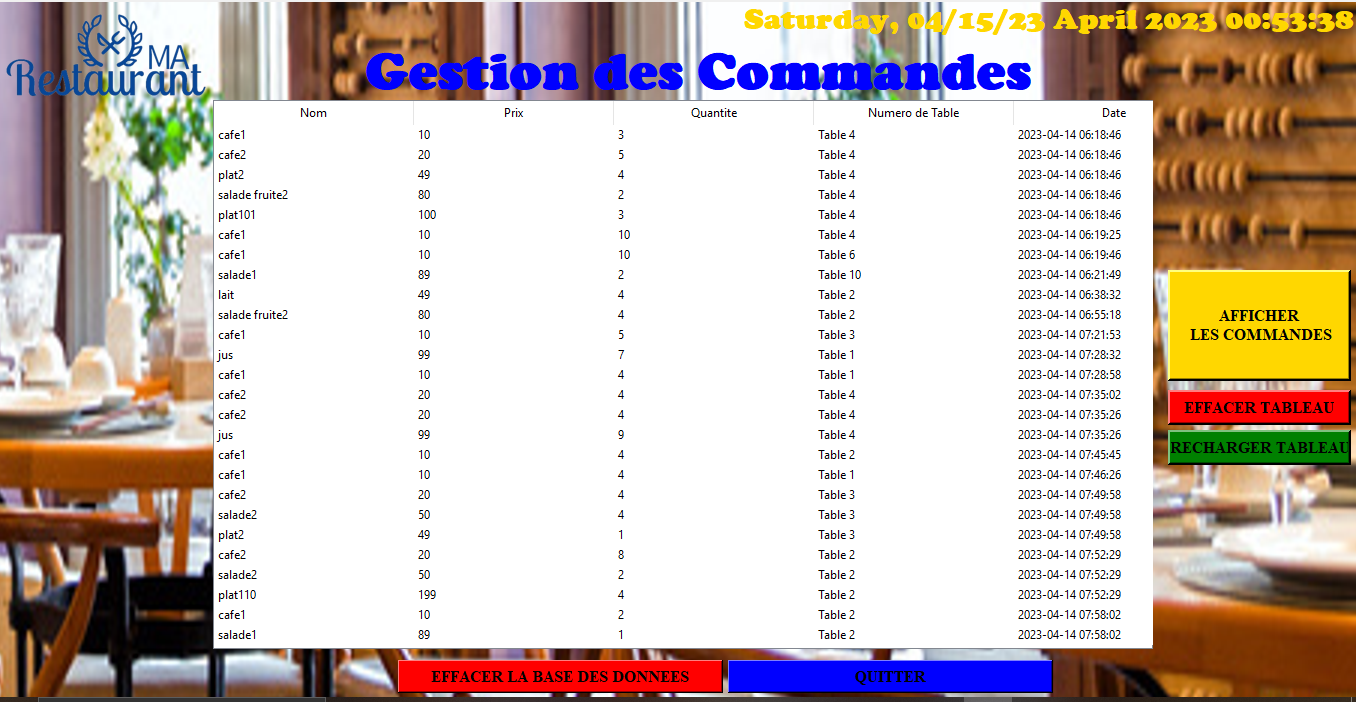 Saturday, 04/15/23 April 2023 00:53:38
MA
Restaurant
Gestion des Commandes
Nom Prix Quantite Numero de Table Date
cafe1 10 3 Table 4 2023-04-14 06:18:46
cafe2 20 5 Table 4 2023-04-14 06:18:46
plat2 49 4 Table 4 2023-04-14 06:18:46
salade fruite2 80 2 Table 4 2023-04-14 06:18:46
plat101 100 3 Table 4 2023-04-14 06:18:46
cafe1 10 10 Table 4 2023-04-14 06:19:25
cafe1 10 10 Table 6 2023-04-14 06:19:46
salade1 89 2 Table 10 2023-04-14 06:21:49
lait 49 4 Table 2 2023-04-14 06:38:32
salade fruite2 80 4 Table 2 2023-04-14 06:55:18
cafe1 10 5 Table 3 2023-04-14 07:21:53
jus 99 7 Table 1 2023-04-14 07:28:32
cafe1 10 4 Table 1 2023-04-14 07:28:58
cafe2 20 4 Table 4 2023-04-14 07:35:02
cafe2 20 4 Table 4 2023-04-14 07:35:26
jus 99 9 Table 4 2023-04-14 07:35:26
cafe1 10 4 Table 2 2023-04-14 07:45:45
cafe1 10 4 Table 1 2023-04-14 07:46:26
cafe2 20 4 Table 3 2023-04-14 07:49:58
salade2 50 4 Table 3 2023-04-14 07:49:58
plat2 49 1 Table 3 2023-04-14 07:49:58
cafe2 20 8 Table 2 2023-04-14 07:52:29
salade2 50 2 Table 2 2023-04-14 07:52:29
plat110 199 4 Table 2 2023-04-14 07:52:29
cafe1 10 2 Table 2 2023-04-14 07:58:02
salade1 89 1 Table 2 2023-04-14 07:58:02
AFFICHER
LES COMMANDES
EFFACER TABLEAU
RECHARGER TABLEAU
EFFACER LA BASE DES DONNEES
QUITTER